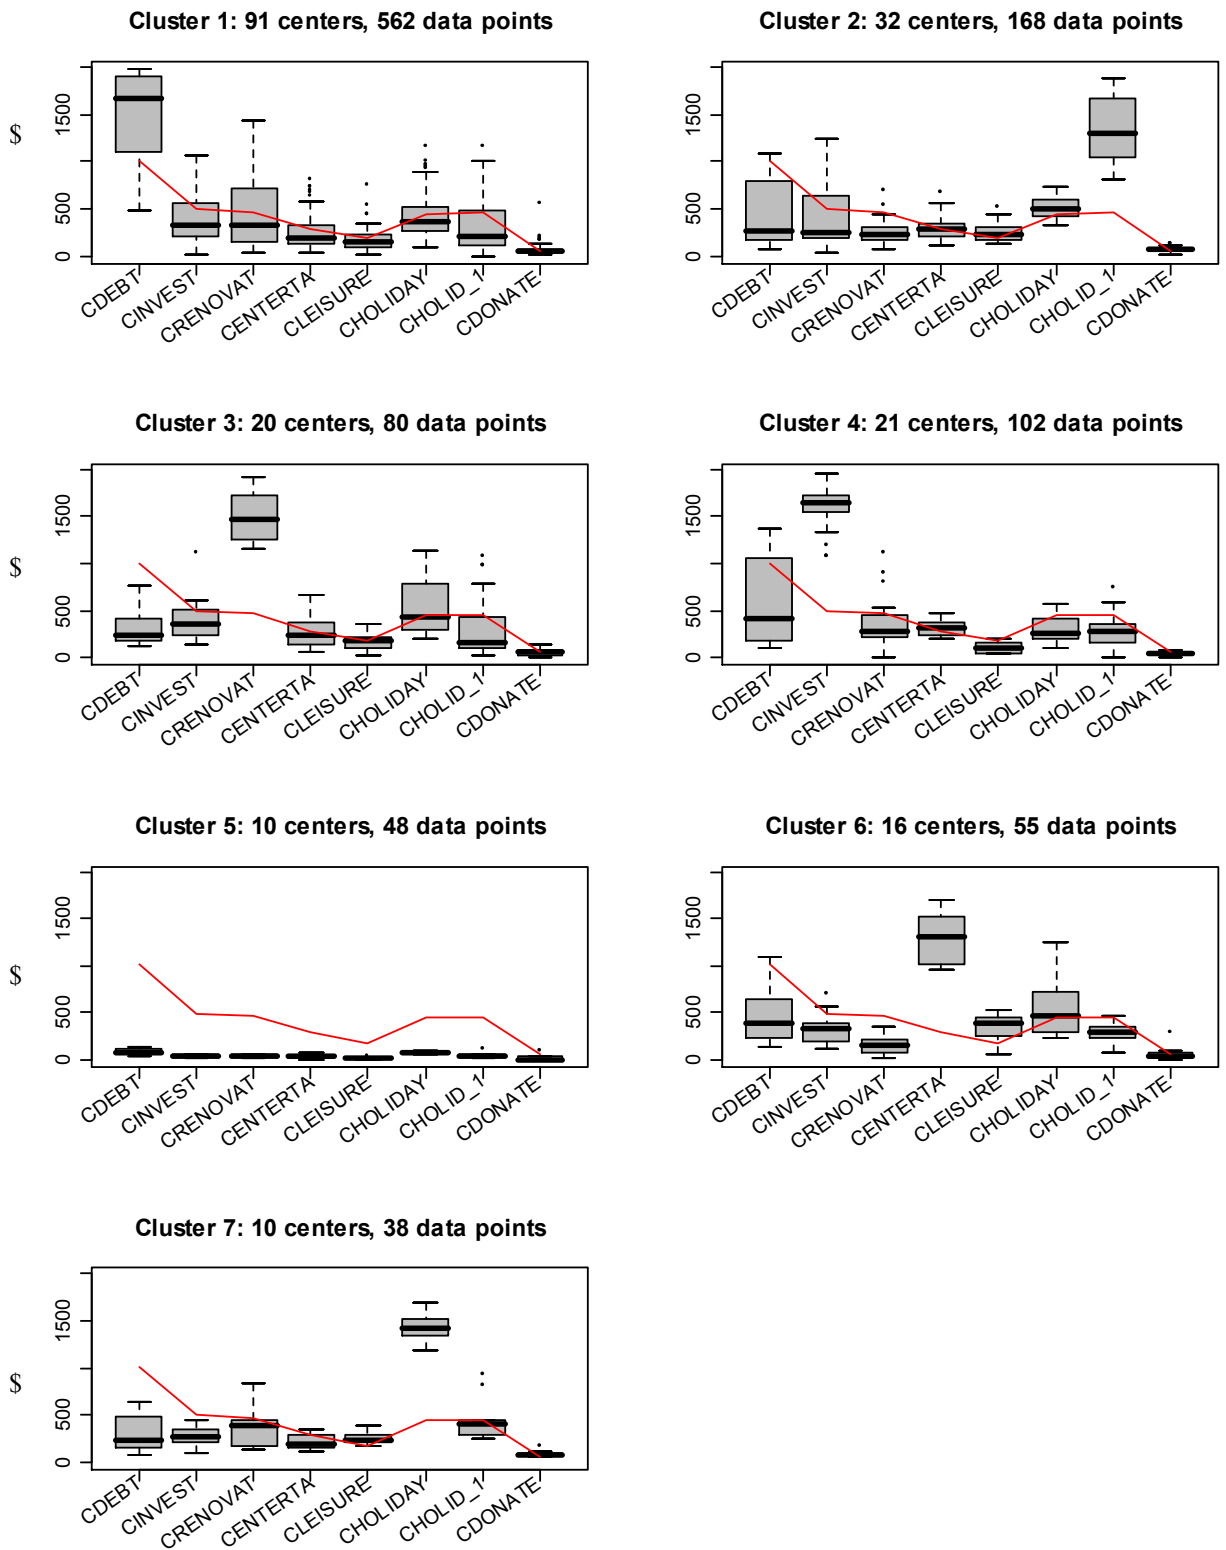 Cluster 1: 91 centers, 562 data points
$
0 500 1500
CDEBT CINVEST CRENOVAT CENTERTA CLEISURE CHOLIDAY CHOLID_1 CDONATE
Cluster 2: 32 centers, 168 data points
0 500 1500
CDEBT CINVEST CRENOVAT CENTERTA CLEISURE CHOLIDAY CHOLID_1 CDONATE
Cluster 3: 20 centers, 80 data points
$
0 500 1500
CDEBT CINVEST CRENOVAT CENTERTA CLEISURE CHOLIDAY CHOLID_1 CDONATE
Cluster 4: 21 centers, 102 data points
0 500 1500
CDEBT CINVEST CRENOVAT CENTERTA CLEISURE CHOLIDAY CHOLID_1 CDONATE
Cluster 5: 10 centers, 48 data points
$
0 500 1500
CDEBT CINVEST CRENOVAT CENTERTA CLEISURE CHOLIDAY CHOLID_1 CDONATE
Cluster 6: 16 centers, 55 data points
0 500 1500
CDEBT CINVEST CRENOVAT CENTERTA CLEISURE CHOLIDAY CHOLID_1 CDONATE
Cluster 7: 10 centers, 38 data points
$
0 500 1500
CDEBT CINVEST CRENOVAT CENTERTA CLEISURE CHOLIDAY CHOLID_1 CDONATE